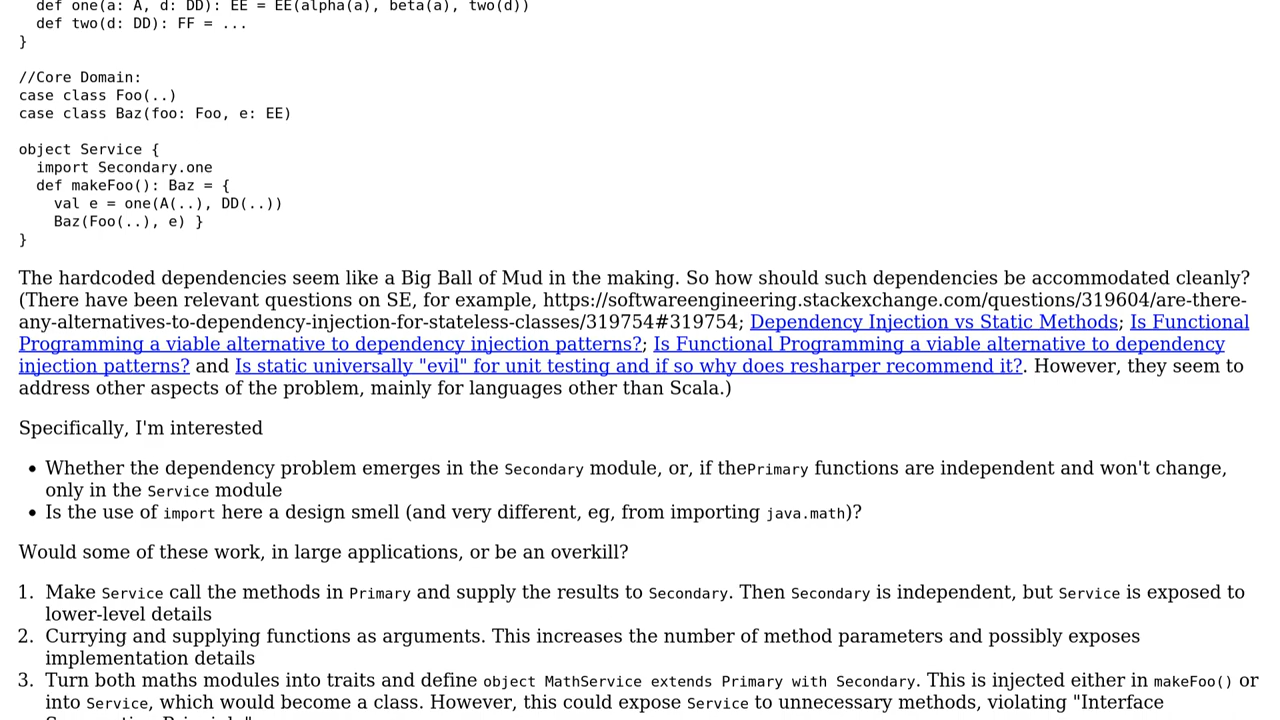 def one(a: A, d: DD): EE = EE(alpha(a), beta(a), two(d))
def two(d: DD): FF = ...
}
//Core Domain:
case class Foo(..)
case class Baz(foo: Foo, e: EE)
object Service {
import Secondary.one
def makeFoo(): Baz = {
val e = one(A(..), DD(..))
Baz(Foo(..), e) }
}
The hardcoded dependencies seem like a Big Ball of Mud in the making. So how should such dependencies be accommodated cleanly?
(There have been relevant questions on SE, for example, https://softwareengineering.stackexchange.com/questions/319604/are-there-
any-alternatives-to-dependency-injection-for-stateless-classes/319754#319754; Dependency Injection vs Static Methods; Is Functional
Programming a viable alternative to dependency injection patterns?; Is Functional Programming a viable alternative to dependency
injection patterns? and Is static universally "evil" for unit testing and if so why does resharper recommend it?. However, they seem to
address other aspects of the problem, mainly for languages other than Scala.)
Specifically, I'm interested
• Whether the dependency problem emerges in the Secondary module, or, if thePrimary functions are independent and won't change,
only in the Service module
• Is the use of import here a design smell (and very different, eg, from importing java.math)?
Would some of these work, in large applications, or be an overkill?
1. Make Service call the methods in Primary and supply the results to Secondary. Then Secondary is independent, but Service is exposed to
lower-level details
2. Currying and supplying functions as arguments. This increases the number of method parameters and possibly exposes
implementation details
3. Turn both maths modules into traits and define object MathService extends Primary with Secondary. This is injected either in makeFoo() or
into Service, which would become a class. However, this could expose Service to unnecessary methods, violating "Interface